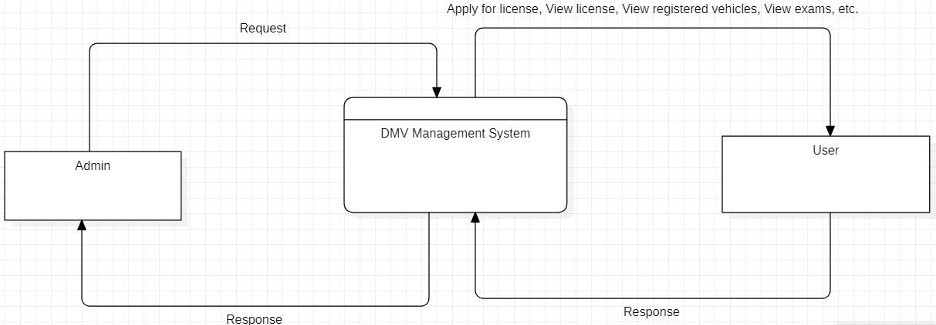 Apply for license, View license, View registered vehicles, View exams, etc.
Request
DMV Management System
User
Admin
Response
Response